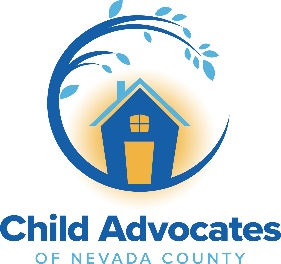 Child Advocates
OF NEVADA COUNTY